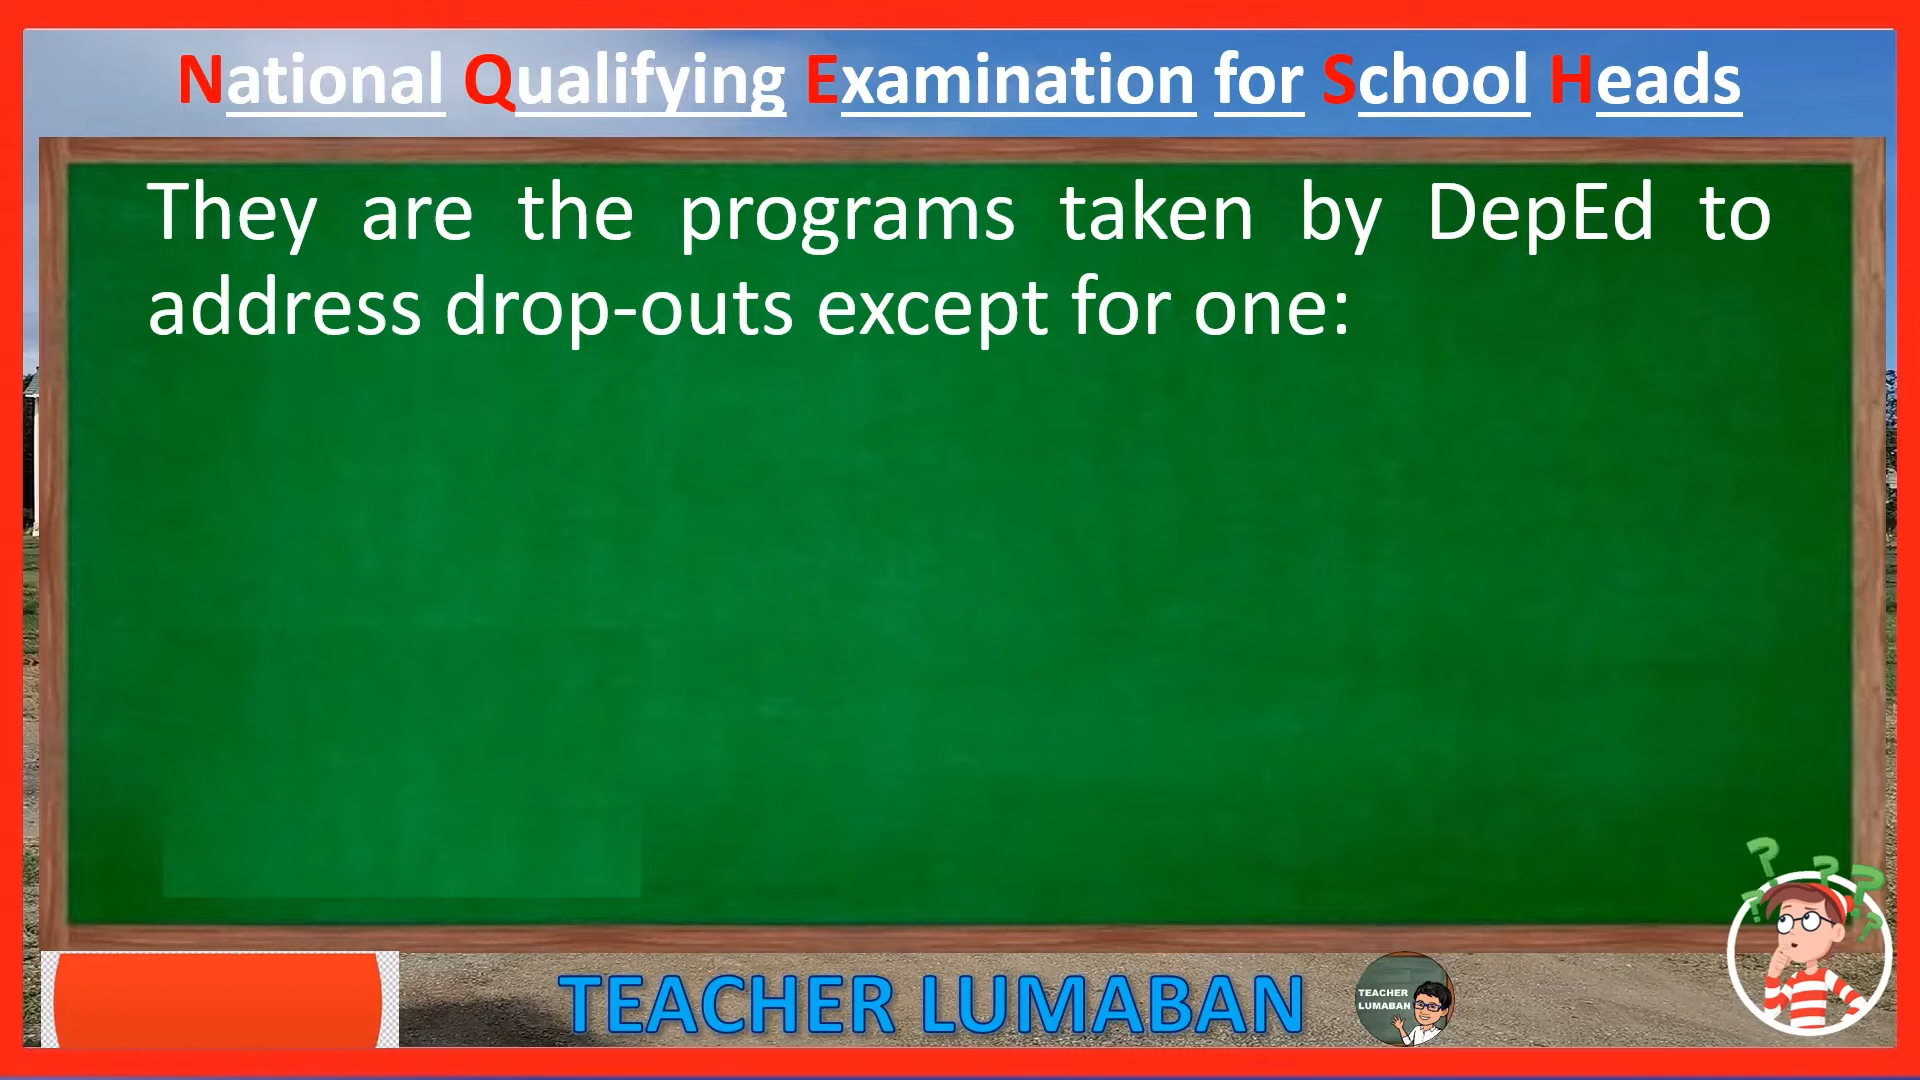 National Qualifying Examination for School Heads
They are the programs taken by DepEd to
address drop-outs except for one:
TEACHER LUMABAN
TEACHER
LUMABAN